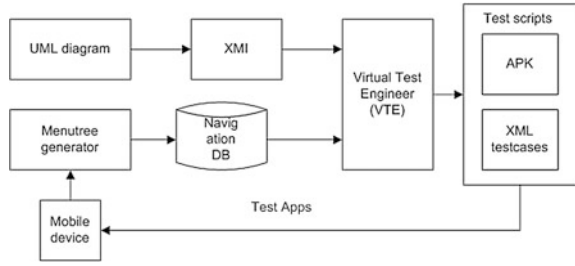 UML diagram
XMI
Virtual Test
Engineer
(VTE)
Test scripts
APK
XML
testcases
Menutree
generator
Navig
ation
DB
Test Apps
Mobile
device